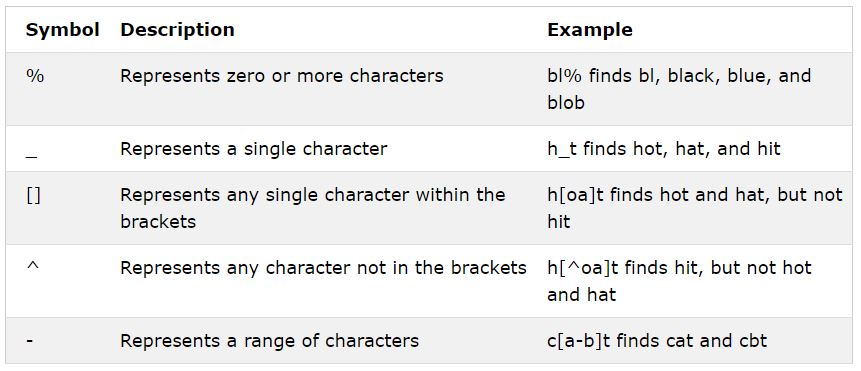 Symbol Description Example
% Represents zero or more characters bl% finds bl, black, blue, and
blob
_ Represents a single character h_t finds hot, hat, and hit
[] Represents any single character within the h[oa]t finds hot and hat, but not
brackets hit
^ Represents any character not in the brackets h[^oa]t finds hit, but not hot
and hat
- Represents a range of characters c[a-b]t finds cat and cbt